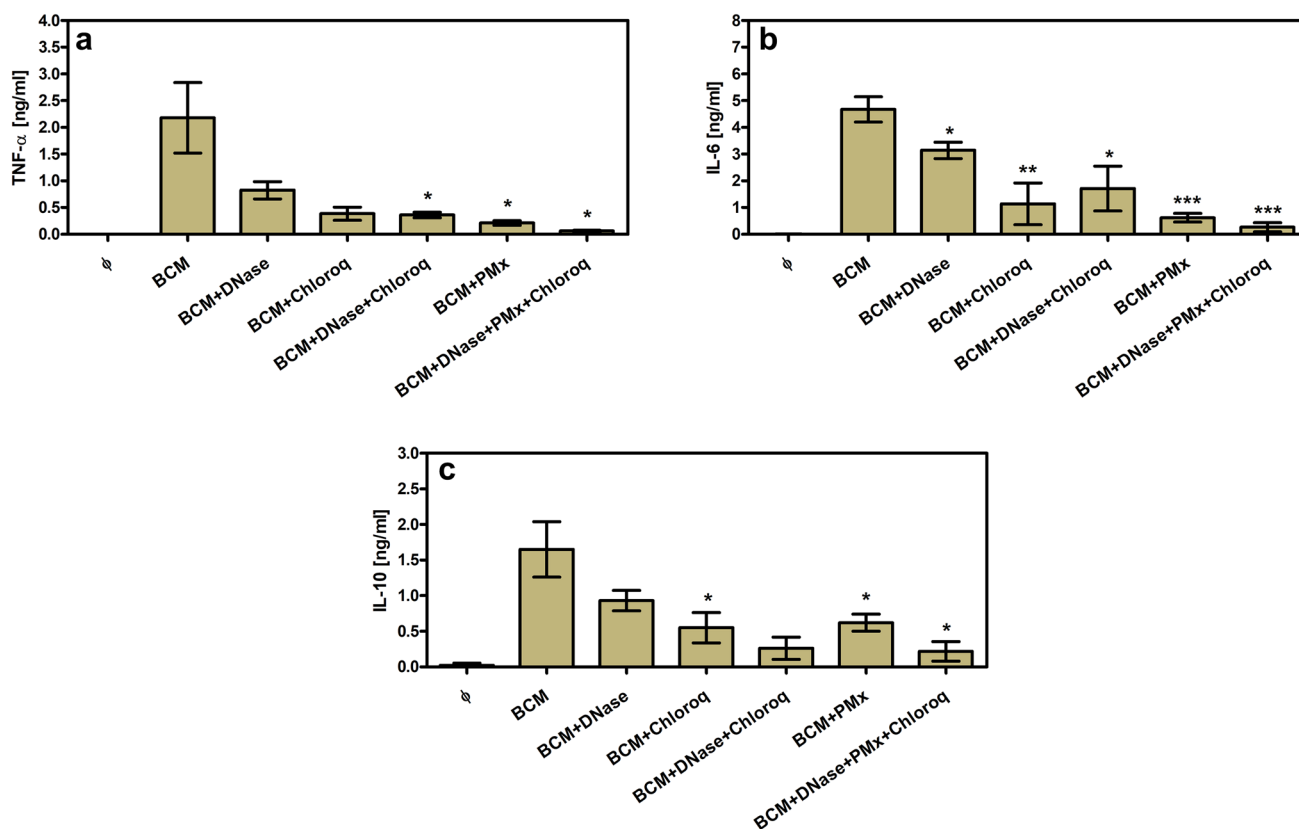 a
TNF-α [ng/ml]
4.0
3.5
3.0
2.5
2.0
1.5
1.0
0.5
0.0
* * *
ϕ
BCM
BCM+DNase
BCM+Chloroq
BCM+DNase+Chloroq
BCM+PMx
BCM+DNase+PMx+Chloroq
b
IL-6 [ng/ml]
8
7
6
5
4
3
2
1
0
* ** * *** ***
ϕ
BCM
BCM+DNase
BCM+Chloroq
BCM+DNase+Chloroq
BCM+PMx
BCM+DNase+PMx+Chloroq
c
IL-10 [ng/ml]
3.0
2.5
2.0
1.5
1.0
0.5
0.0
* * *
ϕ
BCM
BCM+DNase
BCM+Chloroq
BCM+DNase+Chloroq
BCM+PMx
BCM+DNase+PMx+Chloroq